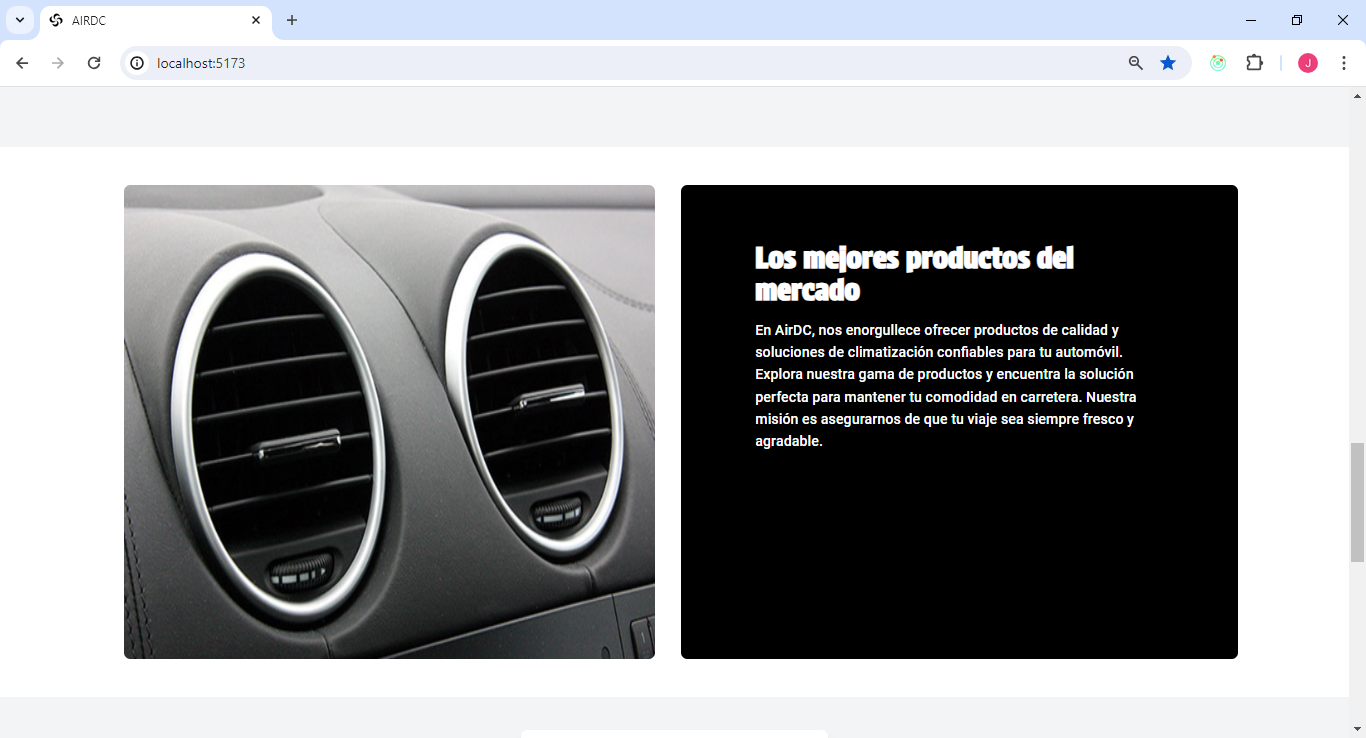 AIRDC
localhost:5173
J
Los mejores productos del
mercado
En AirDC, nos enorgullece ofrecer productos de calidad y
soluciones de climatización confiables para tu automóvil.
Explora nuestra gama de productos y encuentra la solución
perfecta para mantener tu comodidad en carretera. Nuestra
misión es asegurarnos de que tu viaje sea siempre fresco y
agradable.